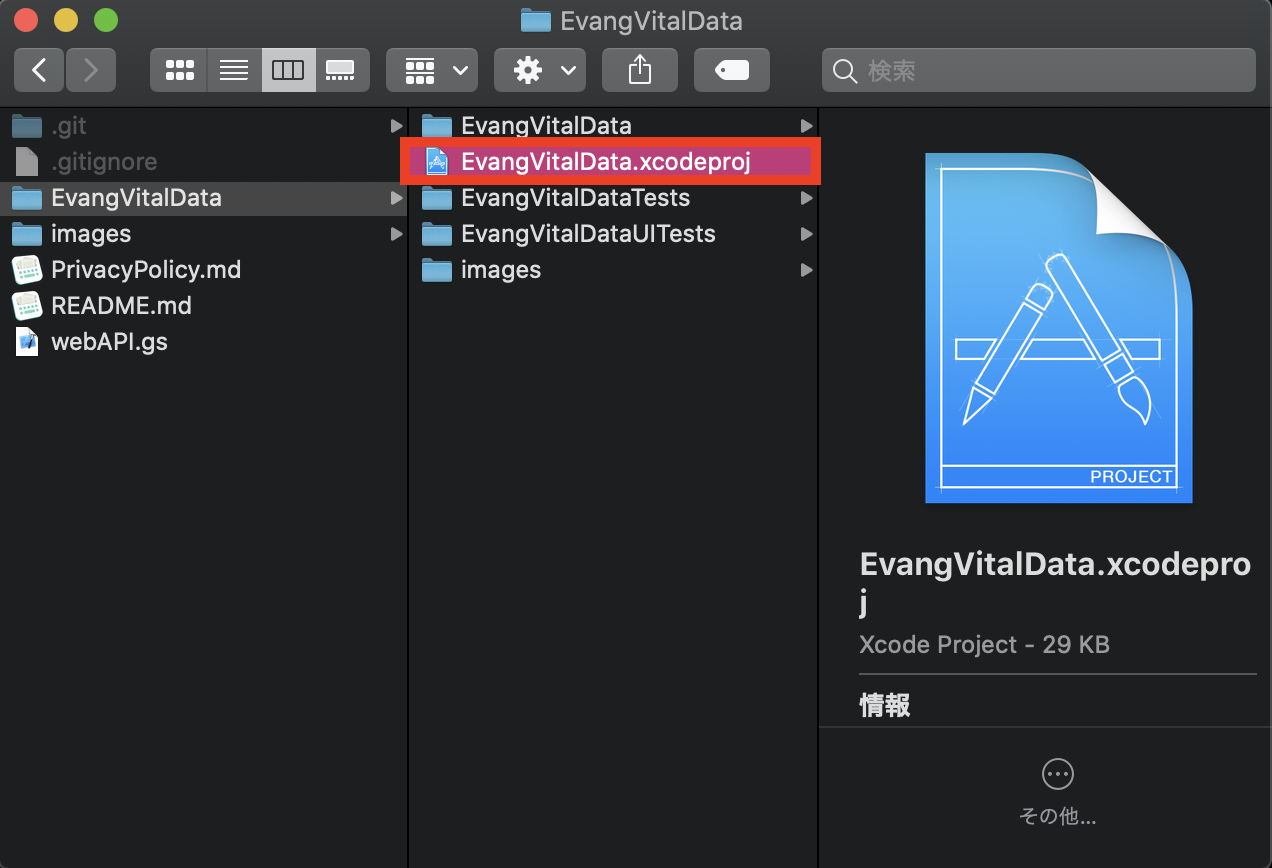 EvangVitalData
検索
.git
.gitignore
EvangVitalData
images
PrivacyPolicy.md
README.md
webAPI.gs
EvangVitalData
EvangVitalData.xcodeproj
EvangVitalDataTests
EvangVitalDataUITests
images
PROJECT
EvangVitalData.xcodepro
j
Xcode Project - 29 KB
情報
その他...